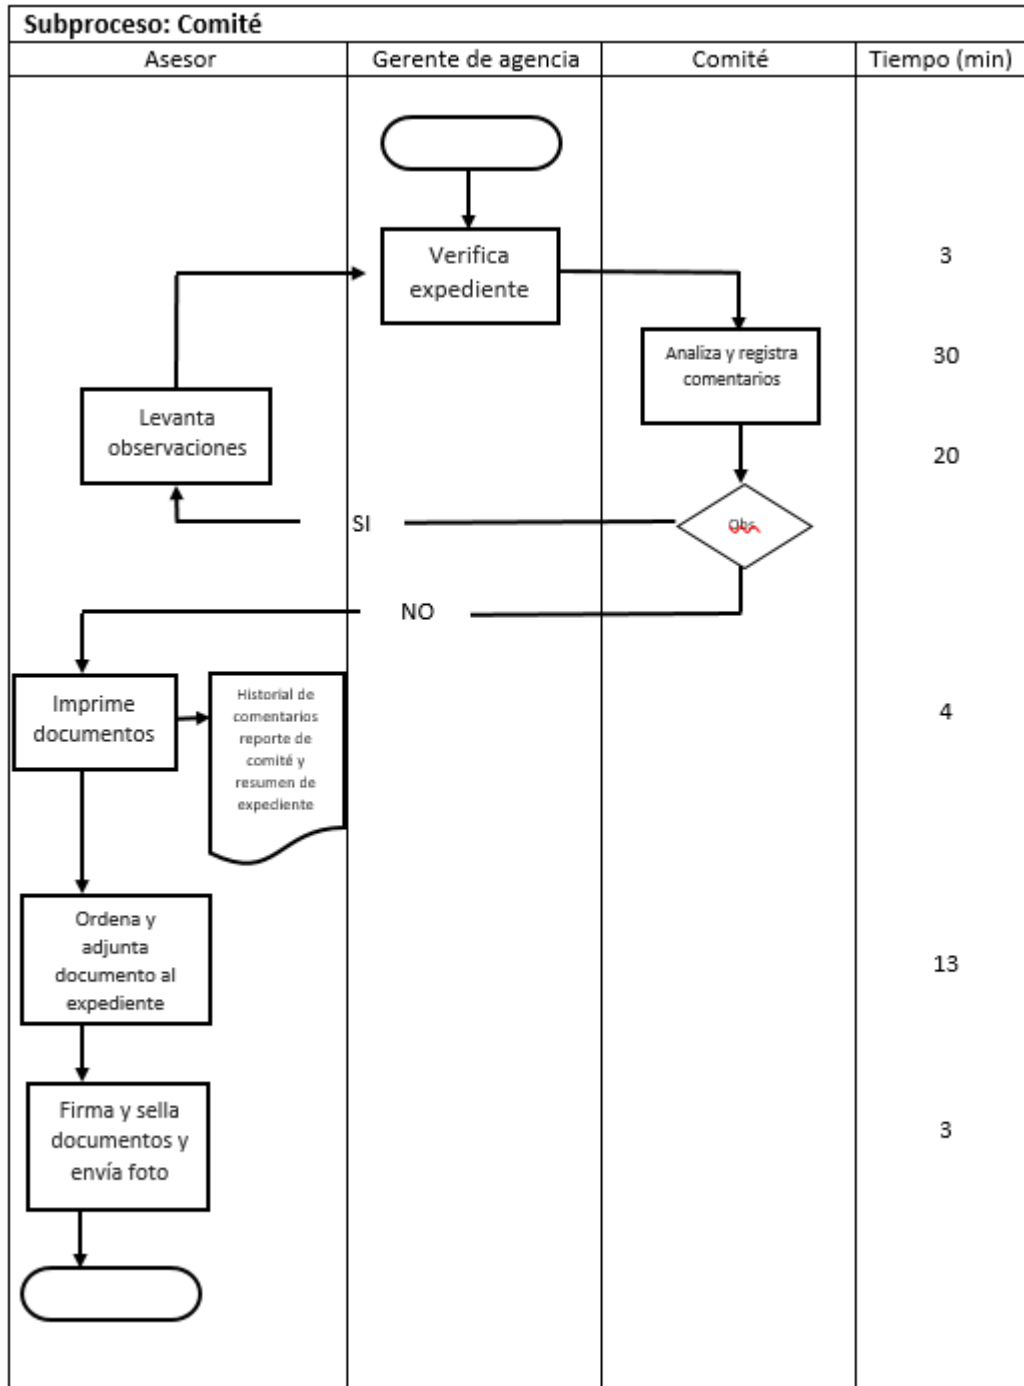 Subproceso: Comité
Asesor
Gerente de agencia
Comité
Tiempo (min)
Verifica
expediente
3
Analiza y registra
comentarios
30
Levanta
observaciones
20
SI
Obs
NO
Imprime
documentos
Historial de
comentarios
reporte de
comité y
resumen de
expediente
4
Ordena y
adjunta
documento al
expediente
13
Firma y sella
documentos y
envía foto
3